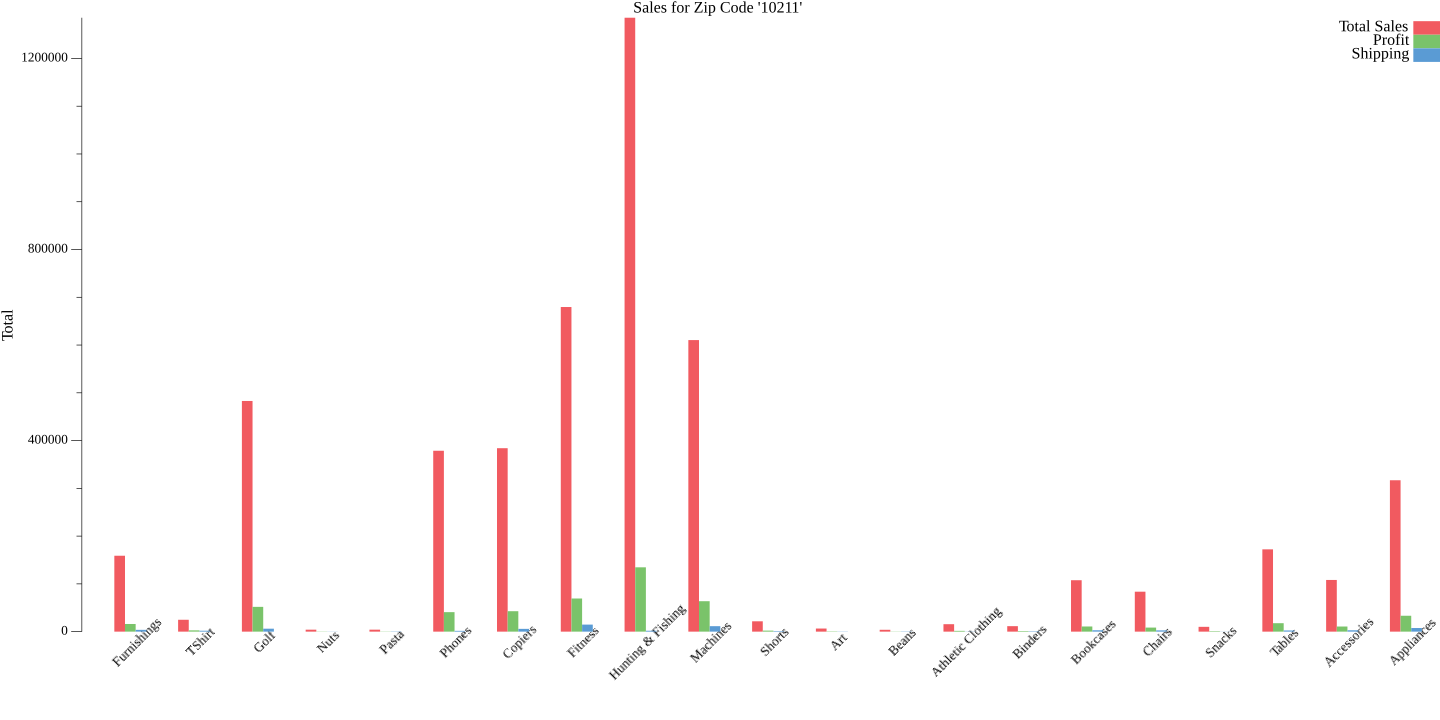 Sales for Zip Code '10211'
Total Sales
Profit
Shipping
1200000
800000
400000
0
Total
Furnishings
TShirt
Golf
Nuts
Pasta
Phones
Copiers
Fitness
Hunting & Fishing
Machines
Shorts
Art
Beans
Athletic Clothing
Binders
Bookcases
Chairs
Snacks
Tables
Accessories
Appliances